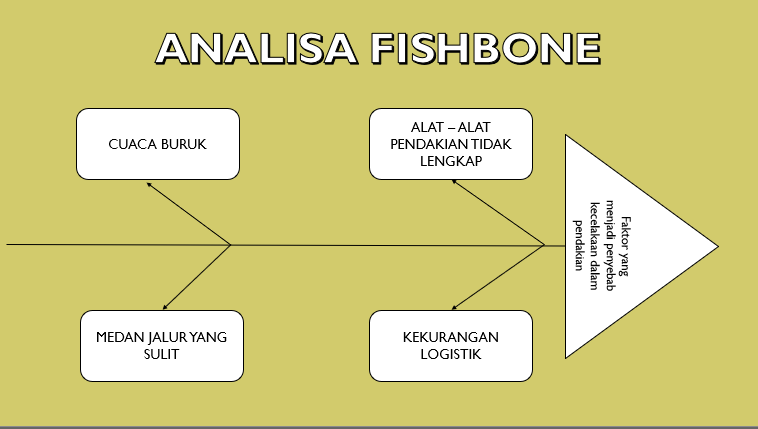 ANALISA FISHBONE
CUACA BURUK
ALAT – ALAT
PENDAKIAN TIDAK
LENGKAP
Faktor yang
menjadi penyebab
kecelakaan dalam
pendakian
MEDAN JALUR YANG
SULIT
KEKURANGAN
LOGISTIK